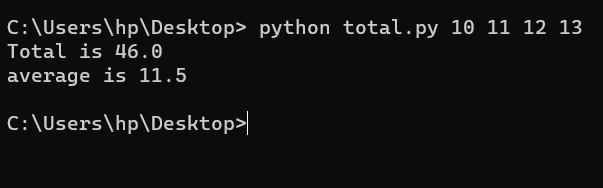 C:\Users\hp\Desktop> python total.py 10 11 12 13
Total is 46.0
average is 11.5
C:\Users\hp\Desktop>